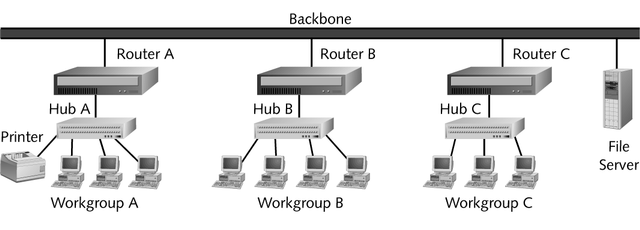 Backbone
Router A
Router B
Router C
Hub A
Hub B
Hub C
Printer
File
Server
Workgroup A
Workgroup B
Workgroup C